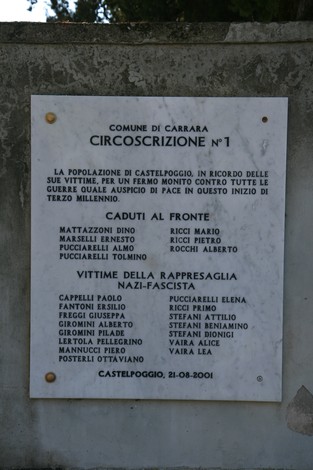 COMUNE DI CARRARA
CIRCOSCRIZIONE N° 1
LA POPOLAZIONE DI CASTELPOGGIO, IN RICORDO DELLE
SUE VITTIME, PER UN FERMO MONITO CONTRO TUTTE LE
GUERRE QUALE AUSPICIO DI PACE IN QUESTO INIZIO DI
TERZO MILLENNIO.
CADUTI AL FRONTE
MATTAZZONI DINO
MARSELLI ERNESTO
PUCCIARELLI ALMO
PUCCIARELLI TOLMINO
RICCI MARIO
RICCI PIETRO
ROCCHI ALBERTO
VITTIME DELLA RAPPRESAGLIA
NAZI-FASCISTA
CAPPELLI PAOLO
FANTONI ERSILIO
FREGGI GIUSEPPA
GIROMINI ALBERTO
GIROMINI PILADE
LERTOLA PELLEGRINO
MANNUCCI PIERO
POSTERLI OTTAVIANO
PUCCIARELLI ELENA
RICCI PRIMO
STEFANI ATTILIO
STEFANI BENIAMINO
STEFANI DIONIGI
VAIRA ALICE
VAIRA LEA
CASTELPOGGIO, 21-08-2001